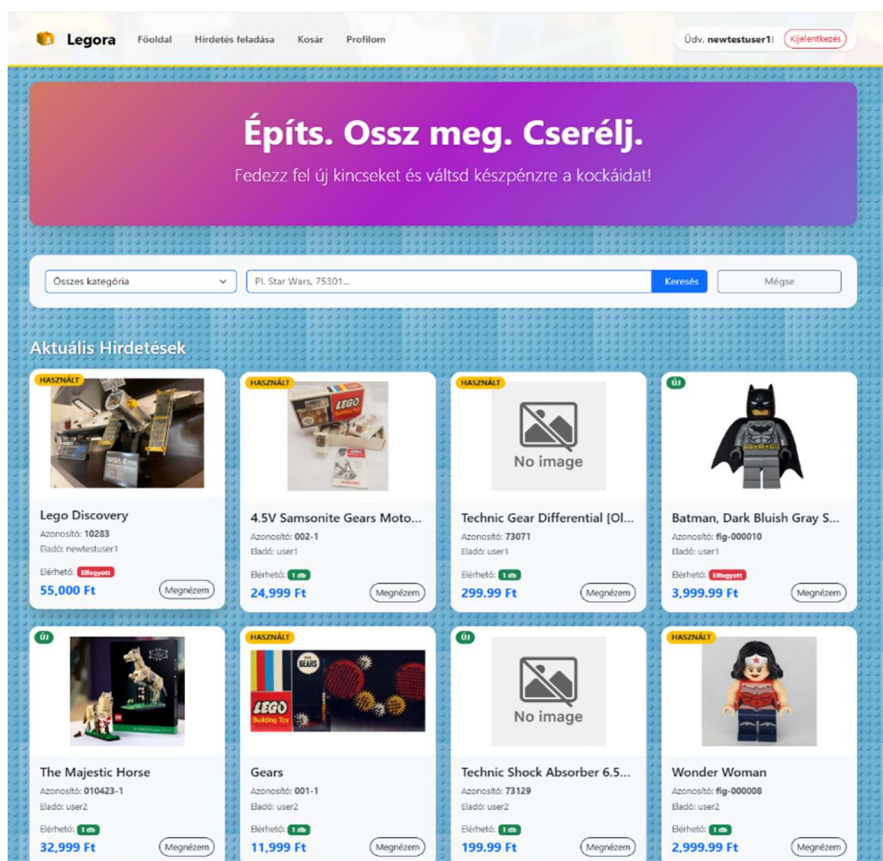 Legora Főoldal Hirdetés feladása Kosár Profilom Üdv, newtestuser1! Kijelentkezés
Építs. Ossz meg. Cserélj.
Fedezz fel új kincseket és váltsd készpénzre a kockáidat!
Összes kategória Pl. Star Wars, 75301... Keresés Mégse
Aktuális Hirdetések
HASZNÁLT
Lego Discovery
Azonosító: 10283
Eladó: newtestuser1
Elérhető: Elfogyott
55,000 Ft Megnézem
HASZNÁLT
LEGO
4.5V Samsonite Gears Moto...
Azonosító: 002-1
Eladó: user1
Elérhető: 1 db
24,999 Ft Megnézem
HASZNÁLT
No image
Technic Gear Differential [Ol...
Azonosító: 73071
Eladó: user1
Elérhető: 1 db
299.99 Ft Megnézem
ÚJ
Batman, Dark Bluish Gray S...
Azonosító: fig-000010
Eladó: user1
Elérhető: Elfogyott
3,999.99 Ft Megnézem
ÚJ
The Majestic Horse
Azonosító: 010423-1
Eladó: user2
Elérhető: 1 db
32,999 Ft Megnézem
HASZNÁLT
GEARS
LEGO
Building Toy
Gears
Azonosító: 001-1
Eladó: user2
Elérhető: 1 db
11,999 Ft Megnézem
ÚJ
No image
Technic Shock Absorber 6.5...
Azonosító: 73129
Eladó: user2
Elérhető: 1 db
199.99 Ft Megnézem
HASZNÁLT
Wonder Woman
Azonosító: fig-000008
Eladó: user2
Elérhető: 1 db
2,999.99 Ft Megnézem